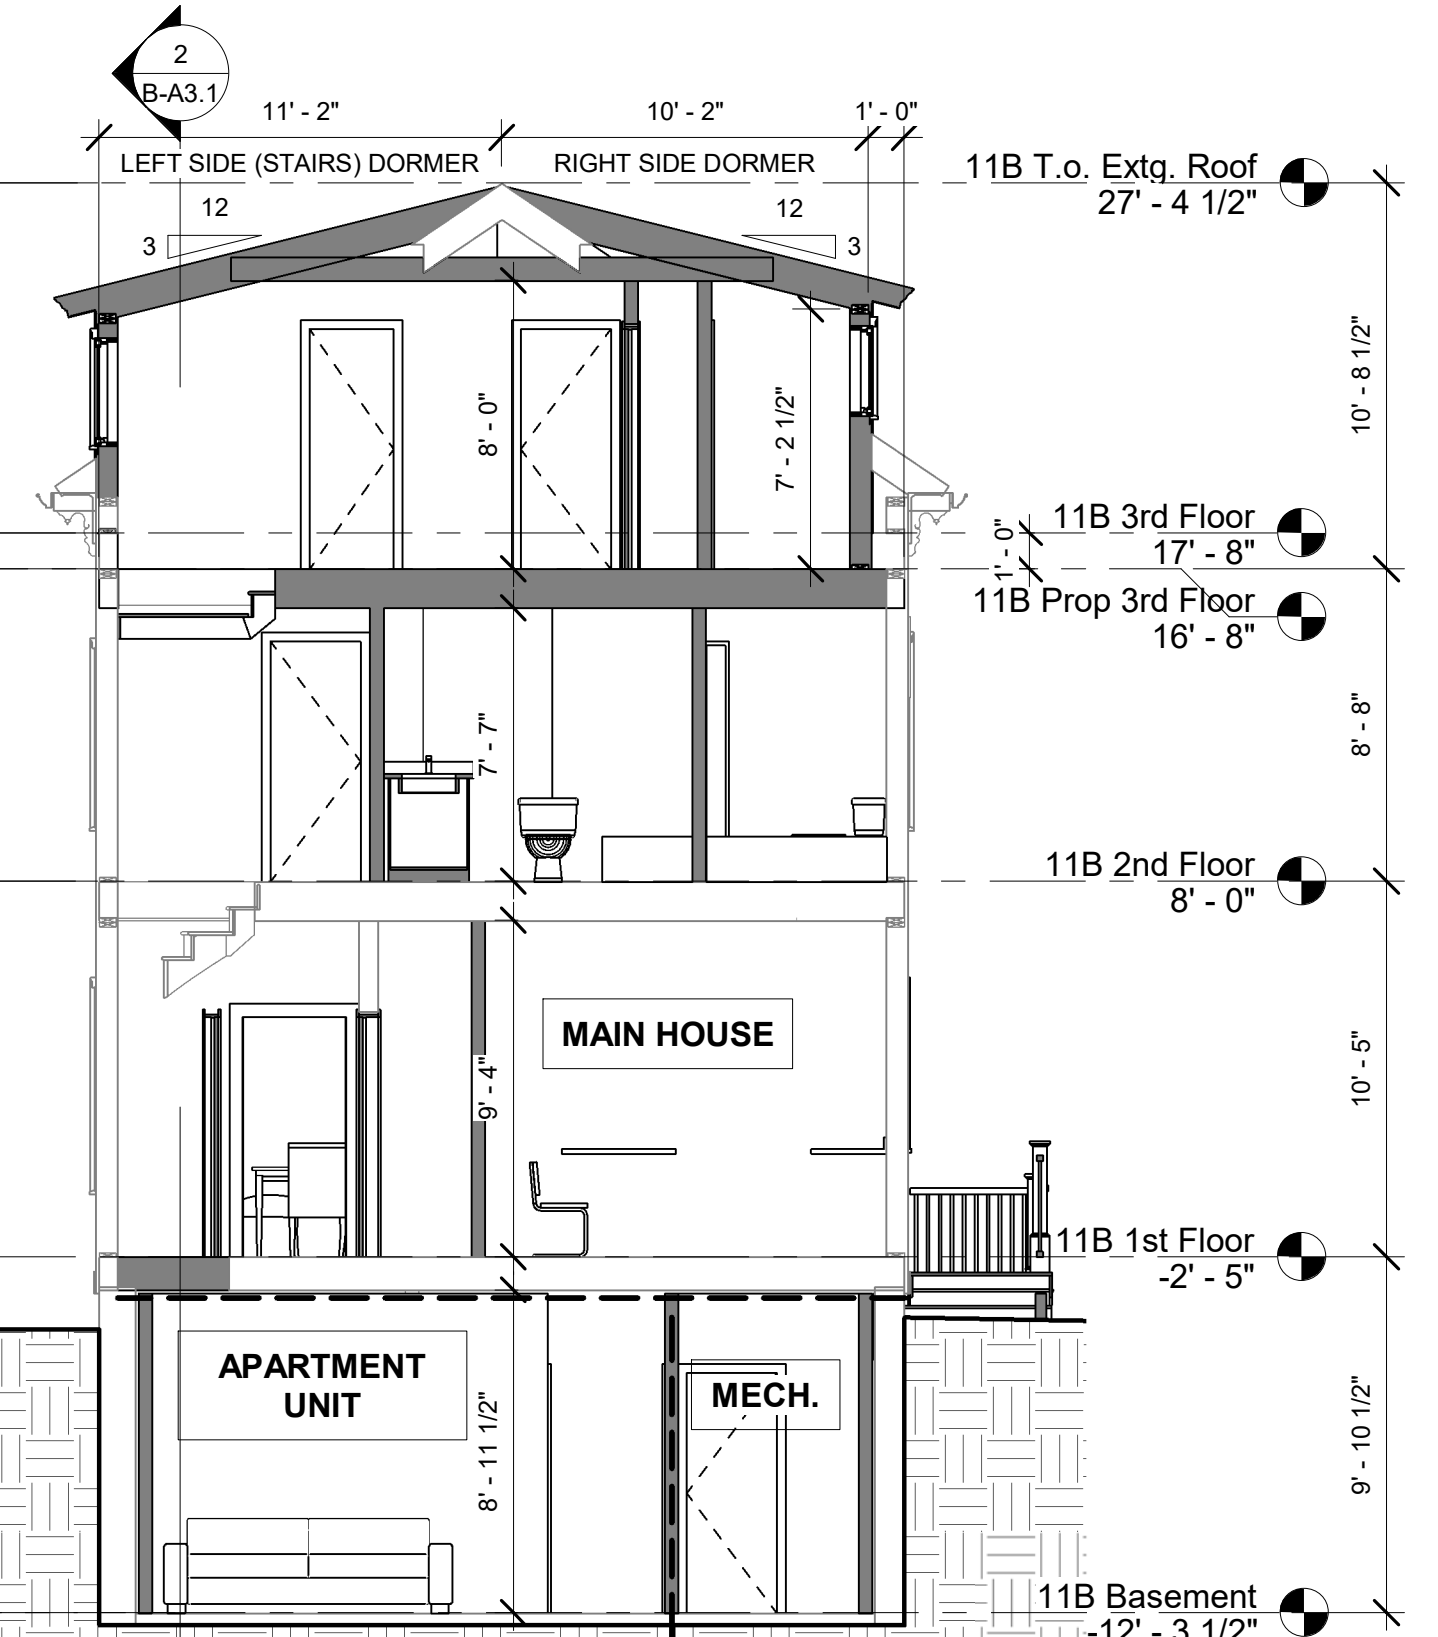 2
B-A3.1
11' - 2"
10' - 2"
1' - 0"
LEFT SIDE (STAIRS) DORMER
RIGHT SIDE DORMER
11B T.o. Extg. Roof
27' - 4 1/2"
12
3
12
3
10' - 8 1/2"
8' - 0"
7' - 2 1/2"
11B 3rd Floor
17' - 8"
1' - 0"
11B Prop 3rd Floor
16' - 8"
7' - 7"
8' - 8"
11B 2nd Floor
8' - 0"
MAIN HOUSE
9' - 4"
10' - 5"
11B 1st Floor
-2' - 5"
APARTMENT
UNIT
MECH.
8' - 11 1/2"
9' - 10 1/2"
11B Basement
-12' - 3 1/2"